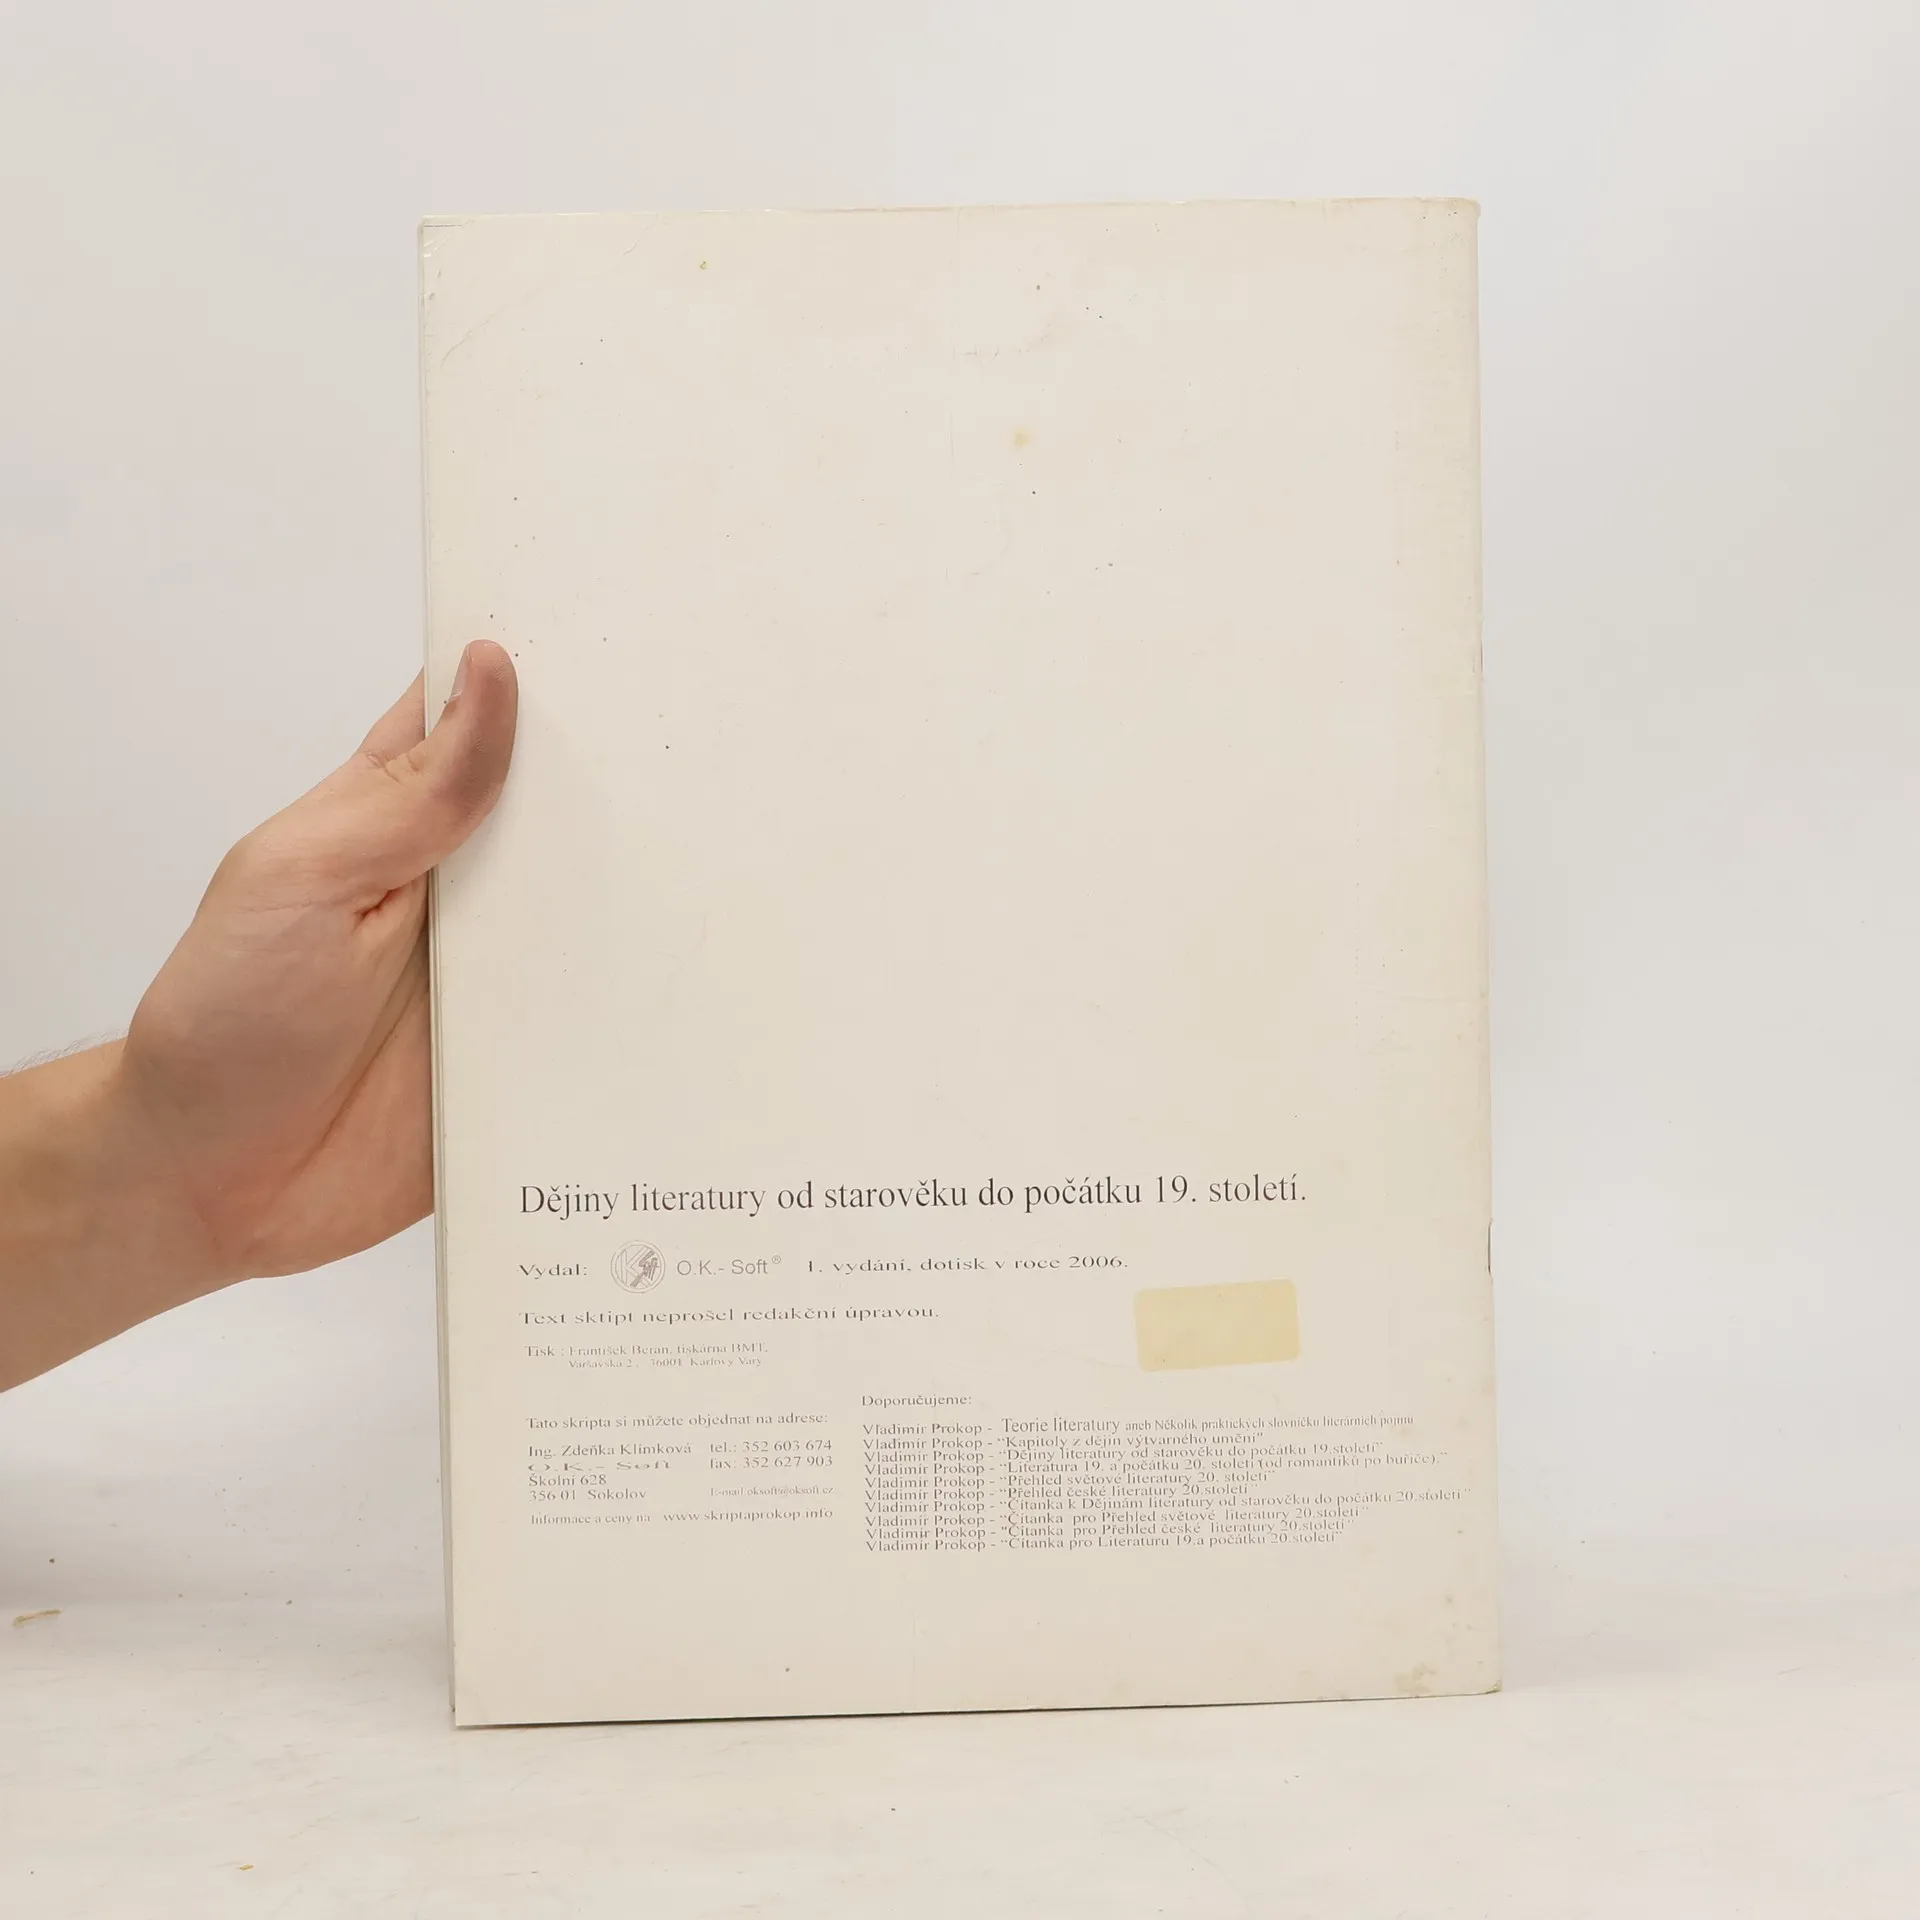 Dějiny literatury od starověku do počátku 19. století.
Vydal: O.K.- Soft® 1. vydání, dotisk v roce 2006.
Text sktipt neprošel redakční úpravou.
Tisk : František Beran, tiskárna BMT,
Varšavská 2, 36001 Karlovy Vary
Tato skripta si můžete objednat na adrese:
Ing. Zdeňka Klímková tel.: 352 603 674
O.K.- Soft fax: 352 627 903
Školní 628
356 01 Sokolov E-mail oksoft@oksoft.cz
Informace a ceny na www.skriptaprokop.info
Doporučujeme:
Vladimír Prokop - Teorie literatury aneb Několik praktických slovníčku literárních pojmu
Vladimír Prokop - “Kapitoly z dějin výtvarného umění”
Vladimír Prokop - “Dějiny literatury od starověku do počátku 19.století”
Vladimír Prokop - “Literatura 19. a počátku 20. století (od romantiků po buřiče).”
Vladimír Prokop - “Přehled světové literatury 20. století”
Vladimír Prokop - “Přehled české literatury 20.století”
Vladimír Prokop - “Čítanka k Dějinám literatury od starověku do počátku 20.století”
Vladimír Prokop - “Čítanka pro Přehled světové literatury 20.století”
Vladimír Prokop - “Čítanka pro Přehled české literatury 20.století”
Vladimír Prokop - “Čítanka pro Literaturu 19.a počátku 20.století”